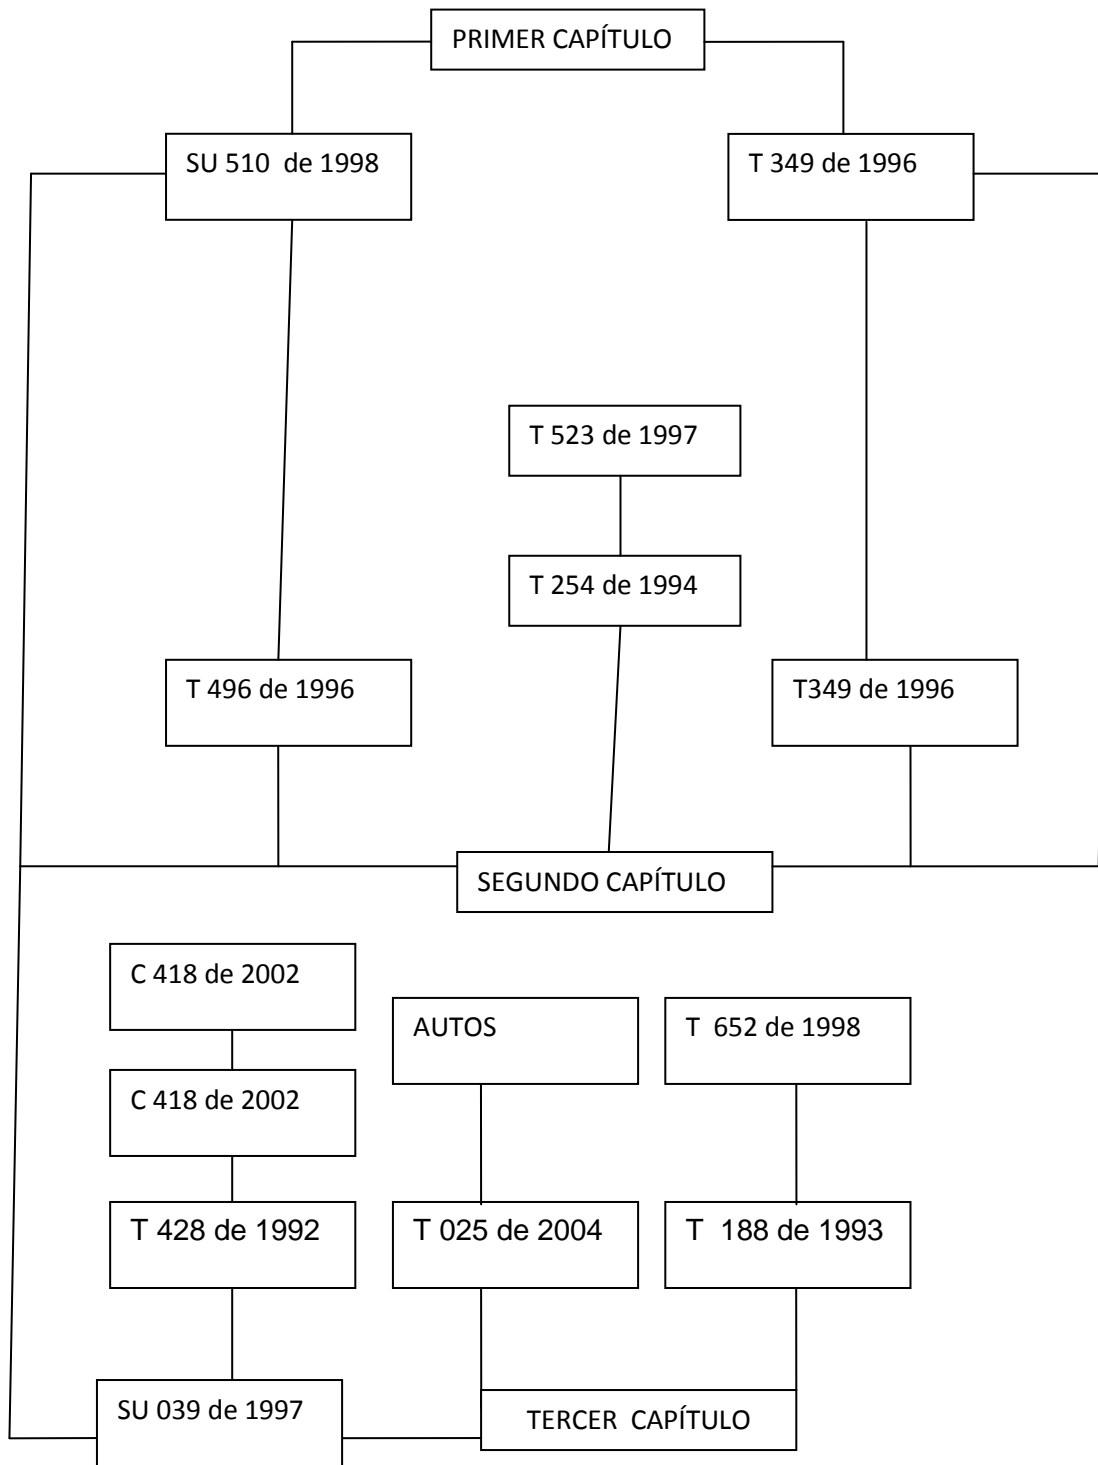 PRIMER CAPÍTULO
SU 510  de 1998
T 349 de 1996
T 523 de 1997
T 254 de 1994
T 496 de 1996
T349 de 1996
SEGUNDO CAPÍTULO
C 418 de 2002
AUTOS
T  652 de 1998
C 418 de 2002
T 428 de 1992
T 025 de 2004
T  188 de 1993
SU 039 de 1997
TERCER  CAPÍTULO